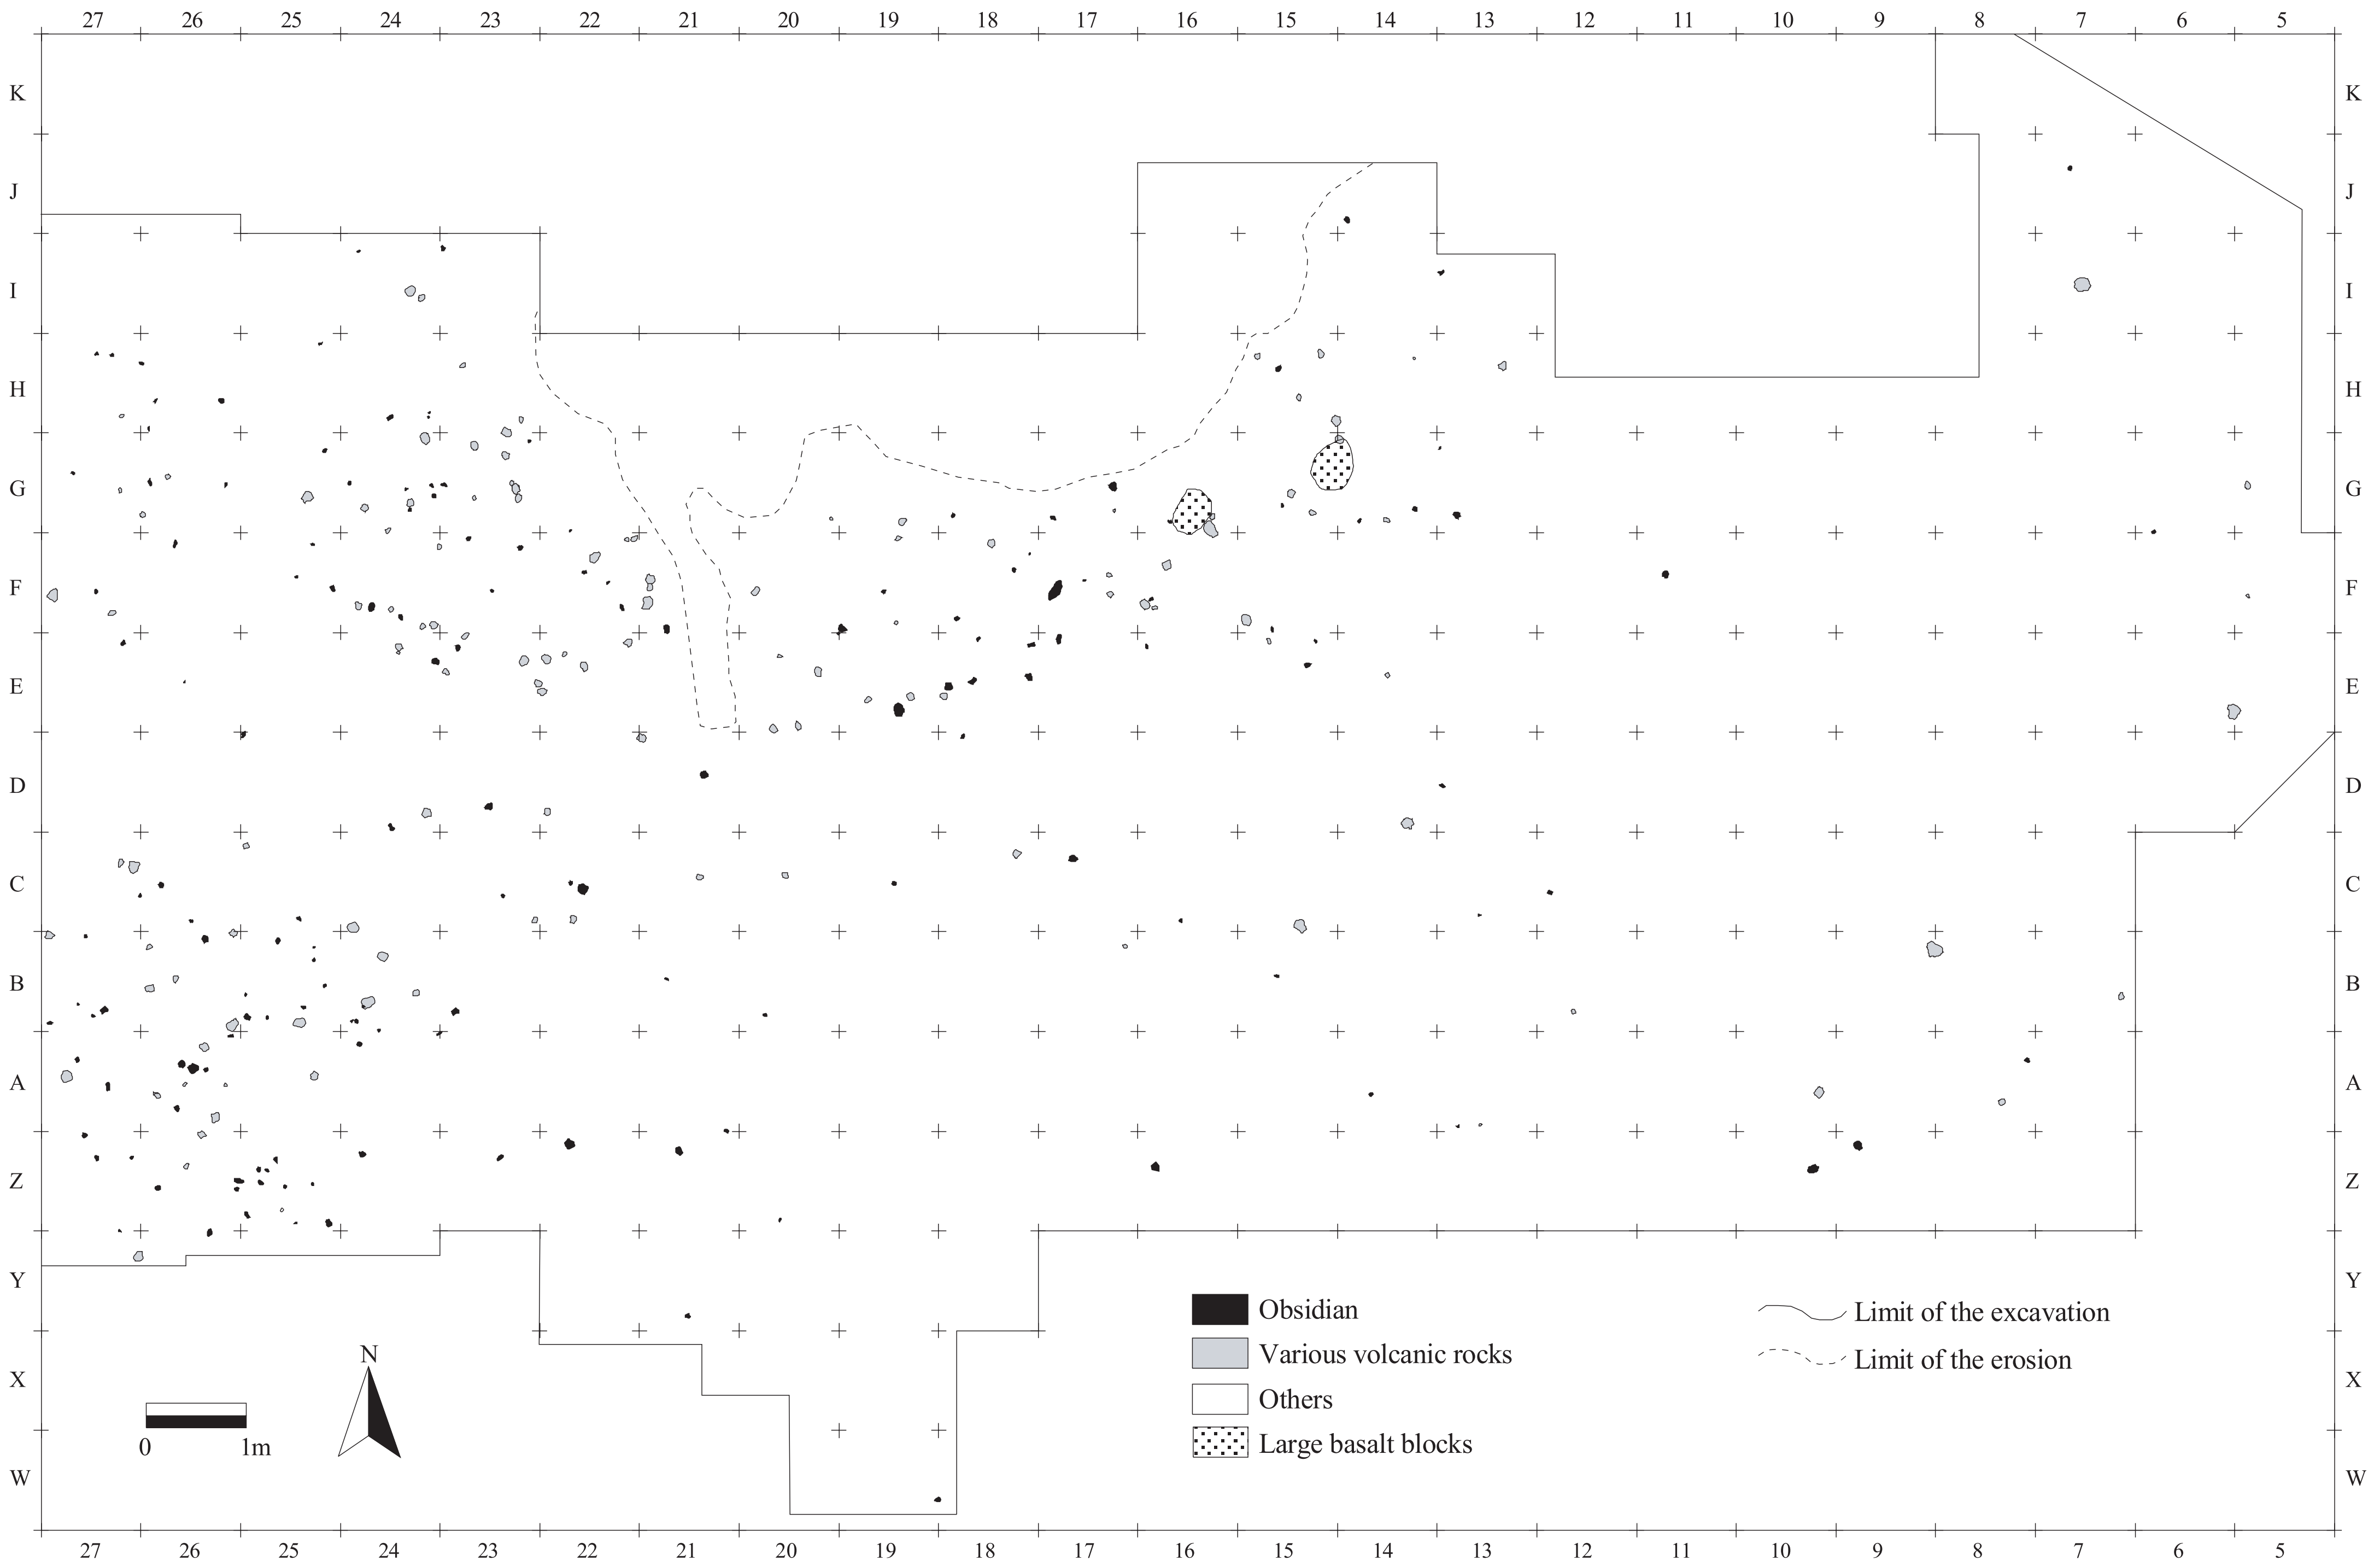 27 26 25 24 23 22 21 20 19 18 17 16 15 14 13 12 11 10 9 8 7 6 5
K K
J J
I I
H H
G G
F F
E E
D D
C C
B B
A A
Z Z
Y Y
Obsidian Limit of the excavation
Various volcanic rocks Limit of the erosion
N
X X
Others
0 1m Large basalt blocks
W W
27 26 25 24 23 22 21 20 19 18 17 16 15 14 13 12 11 10 9 8 7 6 5